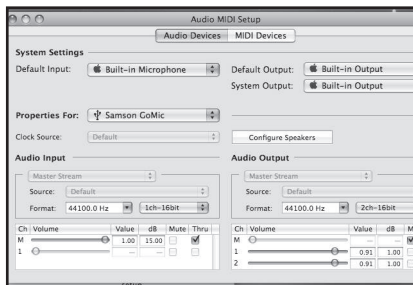 Audio MIDI Setup
Audio Devices MIDI Devices
System Settings
Default Input: Built-in Microphone Default Output: Built-in Output
System Output: Built-in Output
Properties For: Samson GoMic
Clock Source: Default Configure Speakers
Audio Input Audio Output
Master Stream Master Stream
Source: Default Source: Default
Format: 44100.0 Hz 1ch-16bit Format: 44100.0 Hz 2ch-16bit
Ch Volume Value dB Mute Thru Ch Volume Value dB M
M 1.00 15.00 M — —
1 — — 1 0.91 1.00
2 0.91 1.00